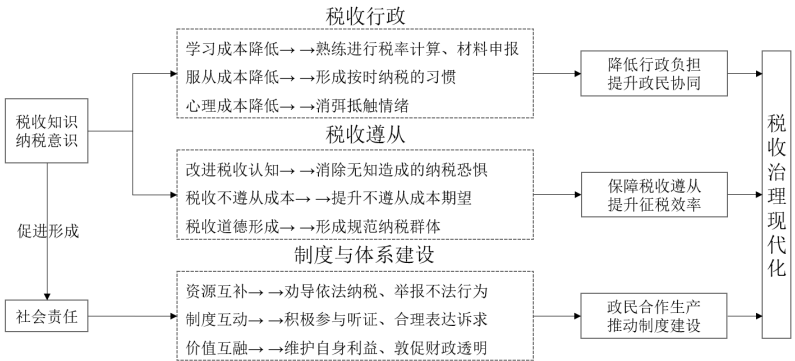 税收行政
学习成本降低→ →熟练进行税率计算、材料申报
服从成本降低→ →形成按时纳税的习惯
心理成本降低→ →消弭抵触情绪
降低行政负担
提升政民协同
税收知识
纳税意识
税收遵从
改进税收认知→ →消除无知造成的纳税恐惧
税收不遵从成本→ →提升不遵从成本期望
税收道德形成→ →形成规范纳税群体
保障税收遵从
提升征税效率
税收治理现代化
促进形成
制度与体系建设
社会责任
资源互补→ →劝导依法纳税、举报不法行为
制度互动→ →积极参与听证、合理表达诉求
价值互融→ →维护自身利益、敦促财政透明
政民合作生产
推动制度建设